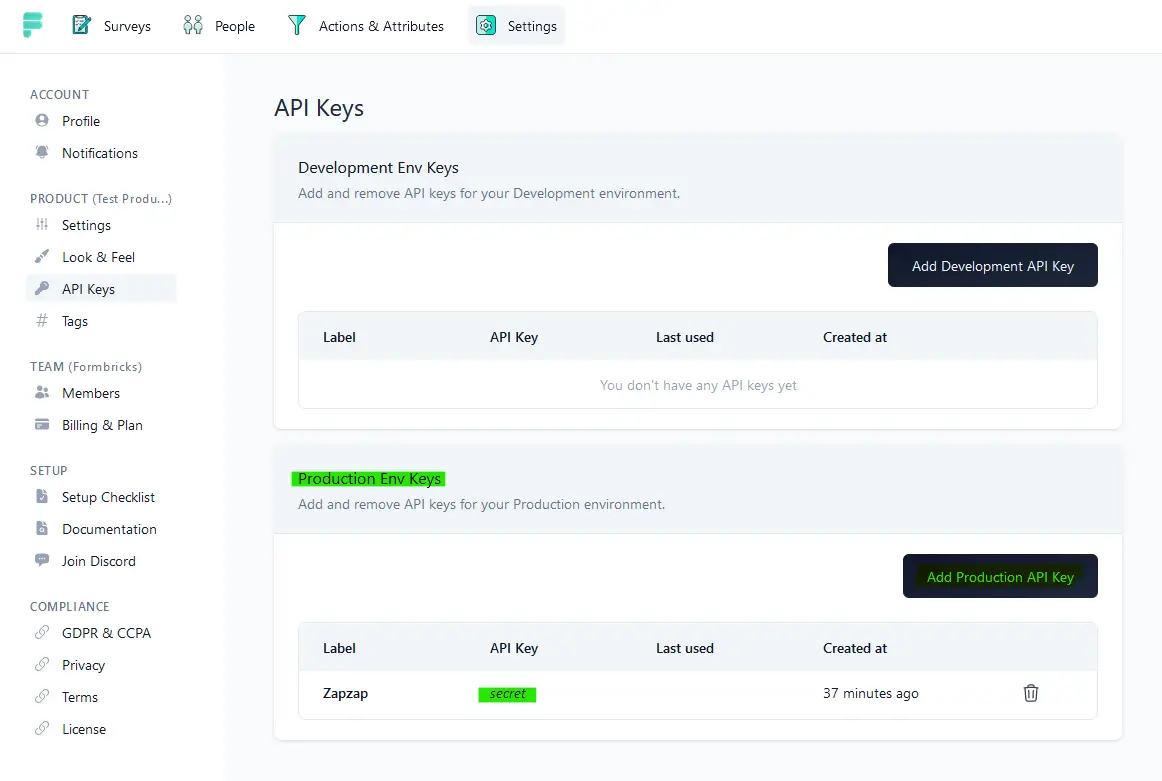 Surveys People Actions & Attributes Settings
ACCOUNT
Profile
Notifications
PRODUCT (Test Produ...)
Settings
Look & Feel
API Keys
Tags
TEAM (Formbricks)
Members
Billing & Plan
SETUP
Setup Checklist
Documentation
Join Discord
COMPLIANCE
GDPR & CCPA
Privacy
Terms
License
API Keys
Development Env Keys
Add and remove API keys for your Development environment.
Add Development API Key
Label API Key Last used Created at
You don't have any API keys yet
Production Env Keys
Add and remove API keys for your Production environment.
Add Production API Key
Label API Key Last used Created at
Zapzap secret 37 minutes ago